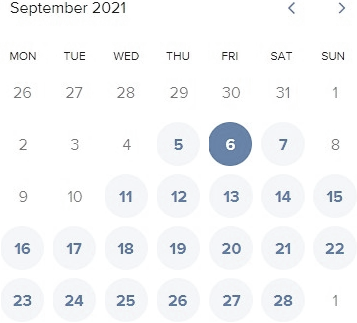 September 2021
MON TUE WED THU FRI SAT SUN
26 27 28 29 30 31 1
2 3 4 5 6 7 8
9 10 11 12 13 14 15
16 17 18 19 20 21 22
23 24 25 26 27 28 1